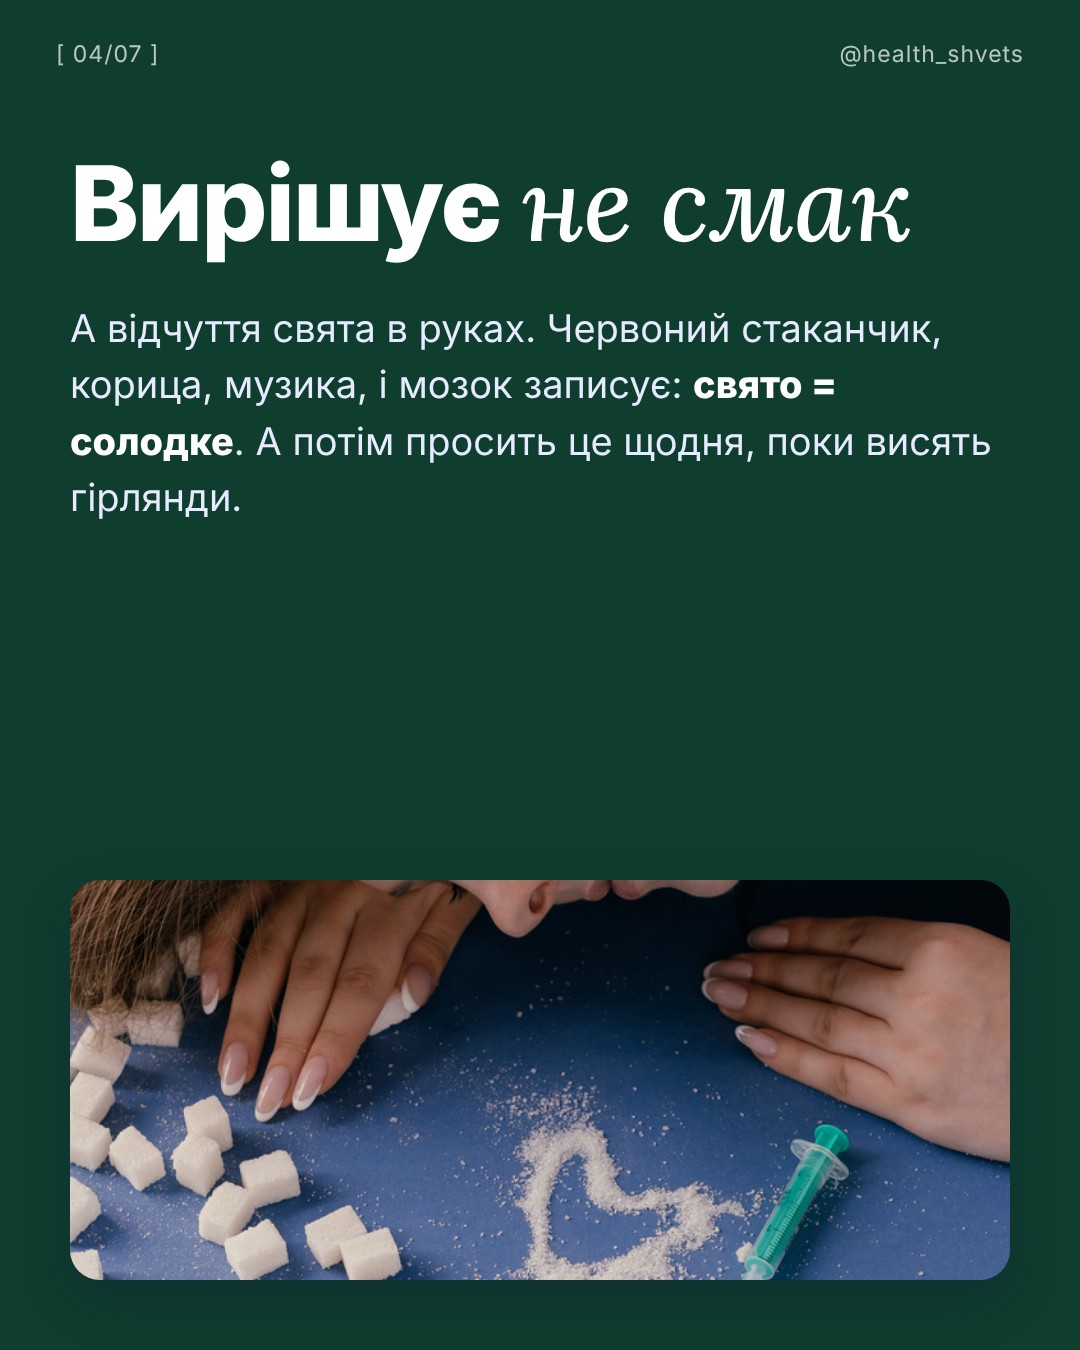 [ 04/07 ]
@health_shvets
Вирішує не смак
А відчуття свята в руках. Червоний стаканчик,
корица, музика, і мозок записує: свято =
солодке. А потім просить це щодня, поки висять
гірлянди.